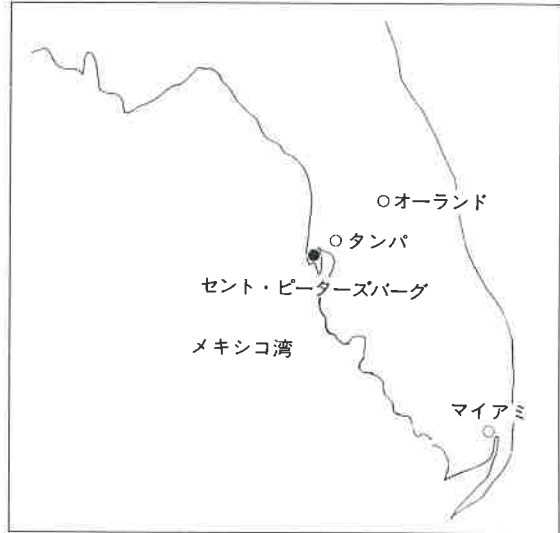 オーランド
タンパ
セント・ピーターズバーグ
メキシコ湾
マイアミ